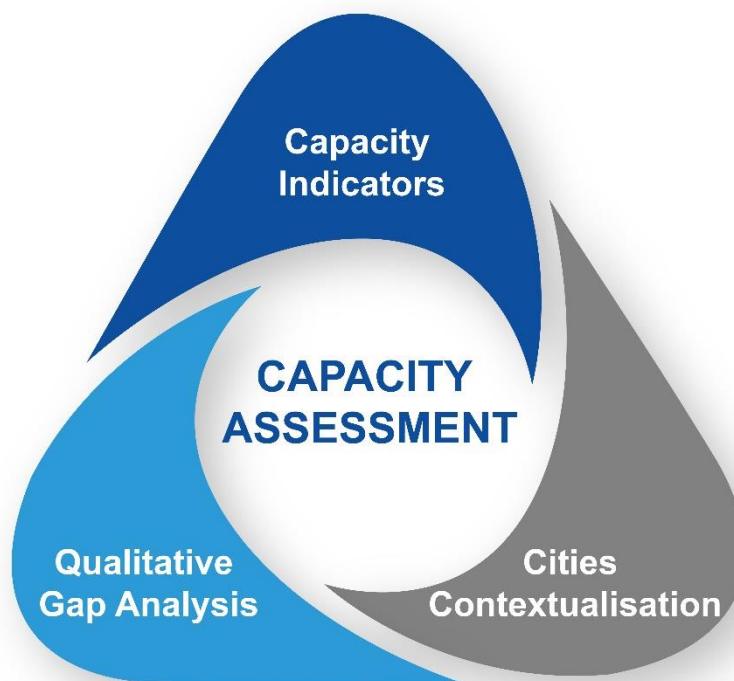 Capacity
Indicators
CAPACITY
ASSESSMENT
Qualitative
Gap Analysis
Cities
Contextualisation